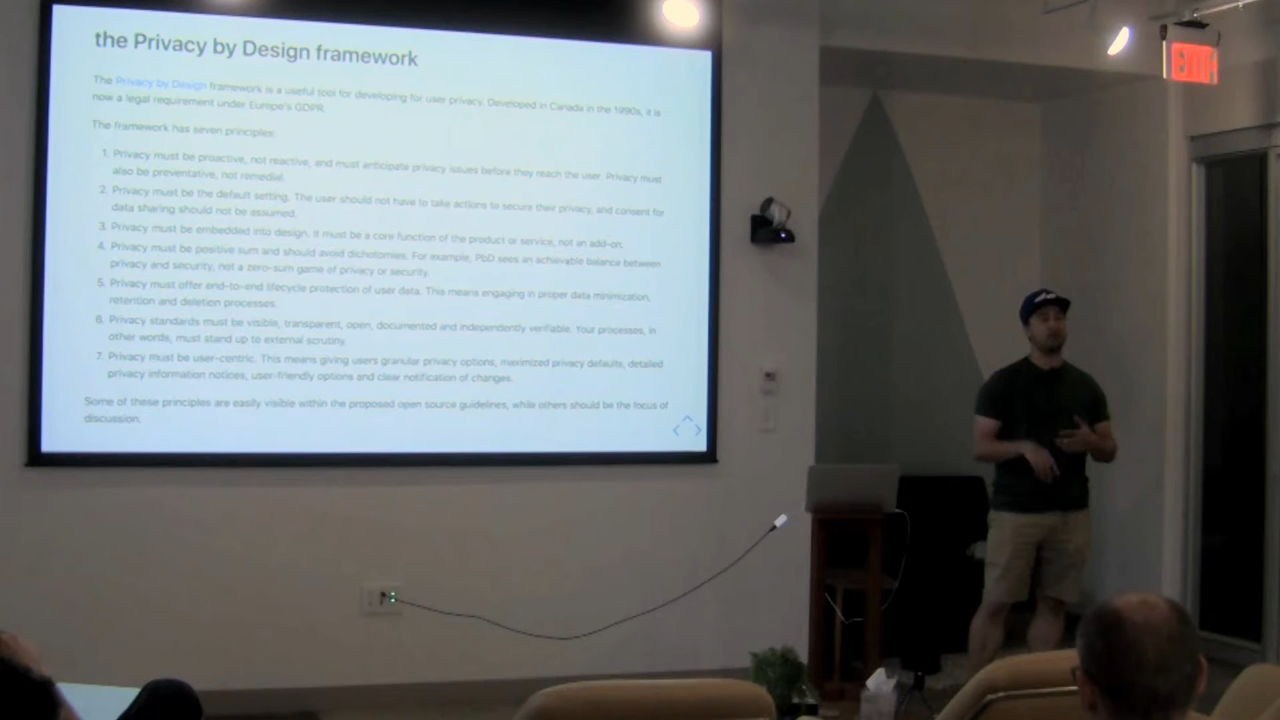 the Privacy by Design framework
The Privacy by Design framework is a useful tool for developing for user privacy. Developed in Canada in the 1990s, it is
now a legal requirement under Europe's GDPR.
The framework has seven principles:
1. Privacy must be proactive, not reactive, and must anticipate privacy issues before they reach the user. Privacy must
also be preventative, not remedial.
2. Privacy must be the default setting. The user should not have to take actions to secure their privacy, and consent for
data sharing should not be assumed.
3. Privacy must be embedded into design. It must be a core function of the product or service, not an add-on.
4. Privacy must be positive sum and should avoid dichotomies. For example, PbD sees an achievable balance between
privacy and security, not a zero-sum game of privacy or security.
5. Privacy must offer end-to-end lifecycle protection of user data. This means engaging in proper data minimization,
retention and deletion processes.
6. Privacy standards must be visible, transparent, open, documented and independently verifiable. Your processes, in
other words, must stand up to external scrutiny.
7. Privacy must be user-centric. This means giving users granular privacy options, maximized privacy defaults, detailed
privacy information notices, user-friendly options and clear notification of changes.
Some of these principles are easily visible within the proposed open source guidelines, while others should be the focus of
discussion.
EXIT